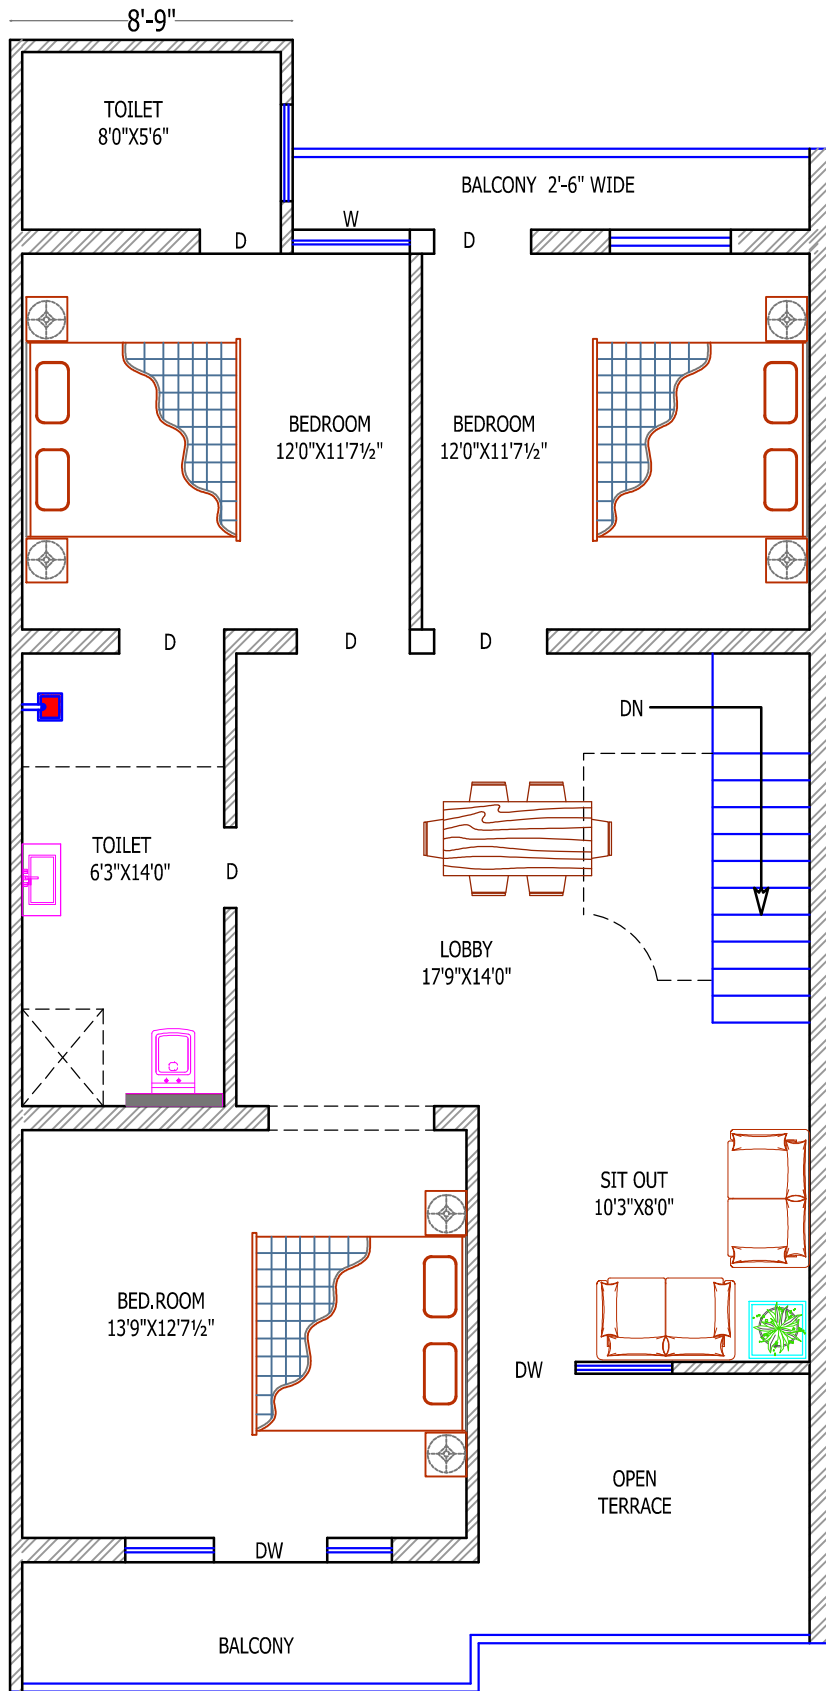 8'-9"
TOILET
8'0"X5'6"
BALCONY 2'-6" WIDE
W
D
D
BEDROOM
12'0"X11'7½"
BEDROOM
12'0"X11'7½"
D
D
D
DN
TOILET
6'3"X14'0"
D
LOBBY
17'9"X14'0"
SIT OUT
10'3"X8'0"
BED.ROOM
13'9"X12'7½"
DW
OPEN
TERRACE
DW
BALCONY